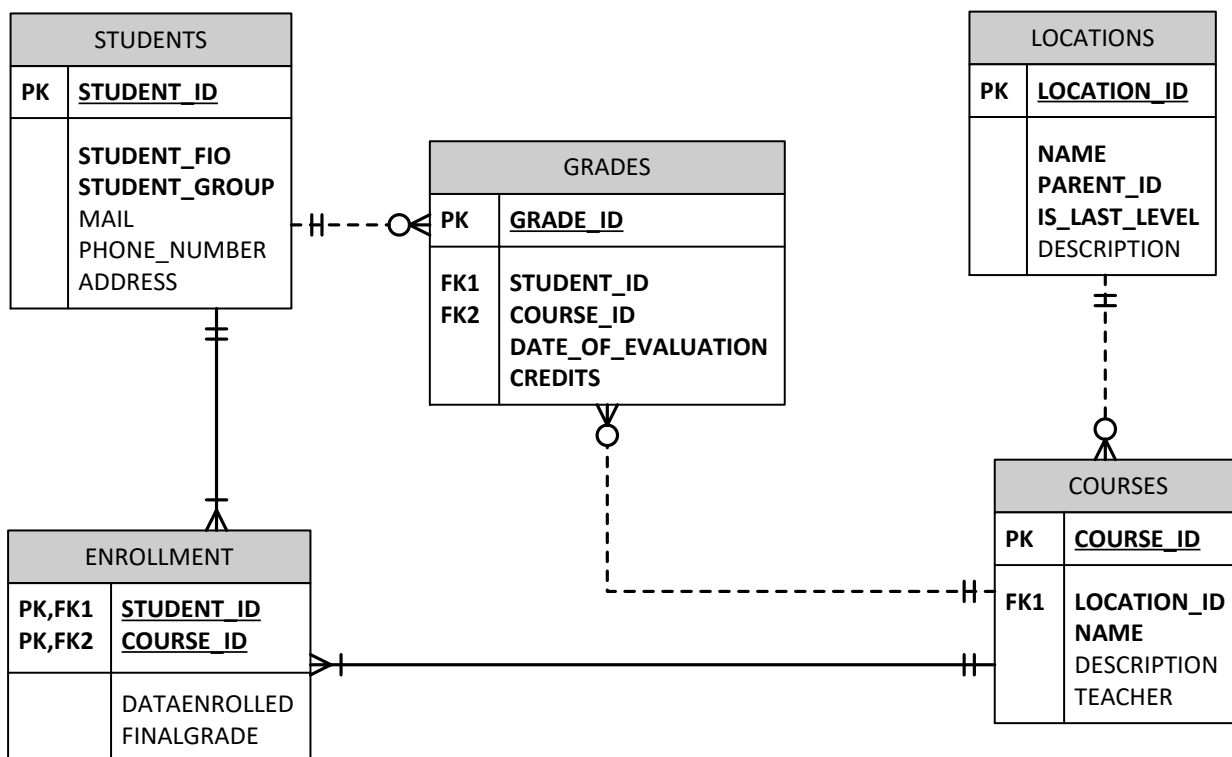 STUDENTS
PK STUDENT_ID
STUDENT_FIO
STUDENT_GROUP
MAIL
PHONE_NUMBER
ADDRESS
GRADES
PK GRADE_ID
FK1 STUDENT_ID
FK2 COURSE_ID
DATE_OF_EVALUATION
CREDITS
LOCATIONS
PK LOCATION_ID
NAME
PARENT_ID
IS_LAST_LEVEL
DESCRIPTION
ENROLLMENT
PK,FK1 STUDENT_ID
PK,FK2 COURSE_ID
DATAENROLLED
FINALGRADE
COURSES
PK COURSE_ID
FK1 LOCATION_ID
NAME
DESCRIPTION
TEACHER